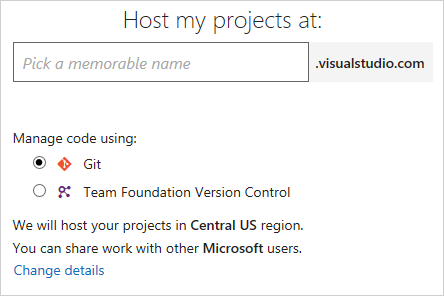 Host my projects at:
Pick a memorable name .visualstudio.com
Manage code using:
Git
Team Foundation Version Control
We will host your projects in Central US region.
You can share work with other Microsoft users.
Change details